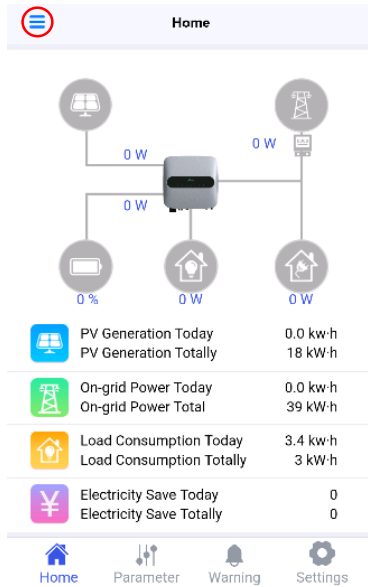 Home
0 W
0 W
0 W
0 %
0 W
0 W
PV Generation Today 0.0 kw·h
PV Generation Totally 18 kW·h
On-grid Power Today 0.0 kw·h
On-grid Power Total 39 kW·h
Load Consumption Today 3.4 kw·h
Load Consumption Totally 3 kW·h
¥
Electricity Save Today 0
Electricity Save Totally 0
Home Parameter Warning Settings